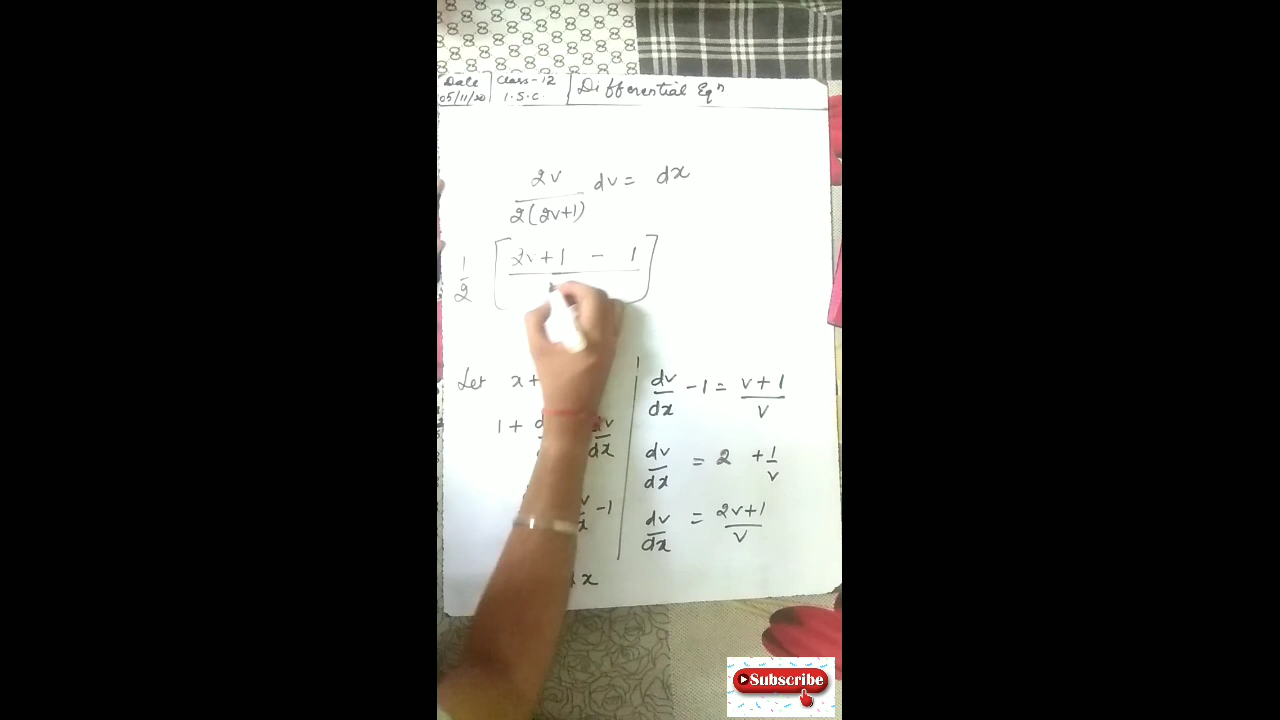 Date 05/11/20
Class-12 I.S.C.
Differential Eqⁿ
2v/2(2v+1) dv = dx
1/2 [2v+1 - 1
Let x+
1+ dv/dx
-1
x
dv/dx -1 = v+1/v
dv/dx = 2 + 1/v
dv/dx = 2v+1/v
Subscribe